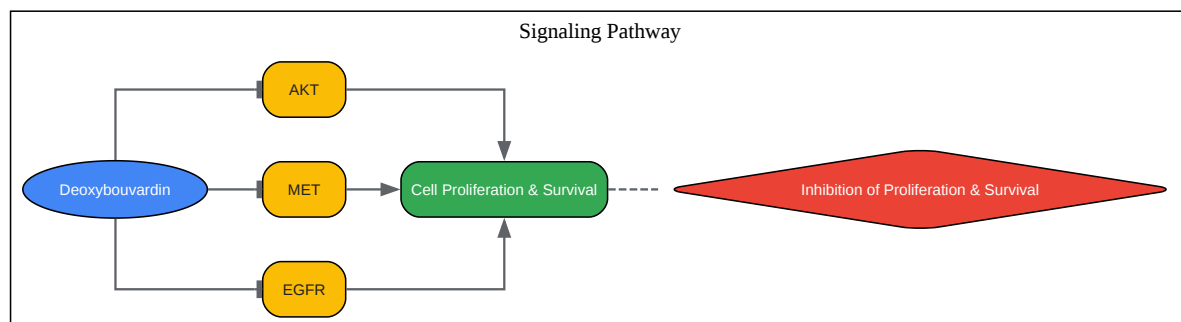 Signaling Pathway
AKT
Deoxybouvardin
MET
Cell Proliferation & Survival
Inhibition of Proliferation & Survival
EGFR